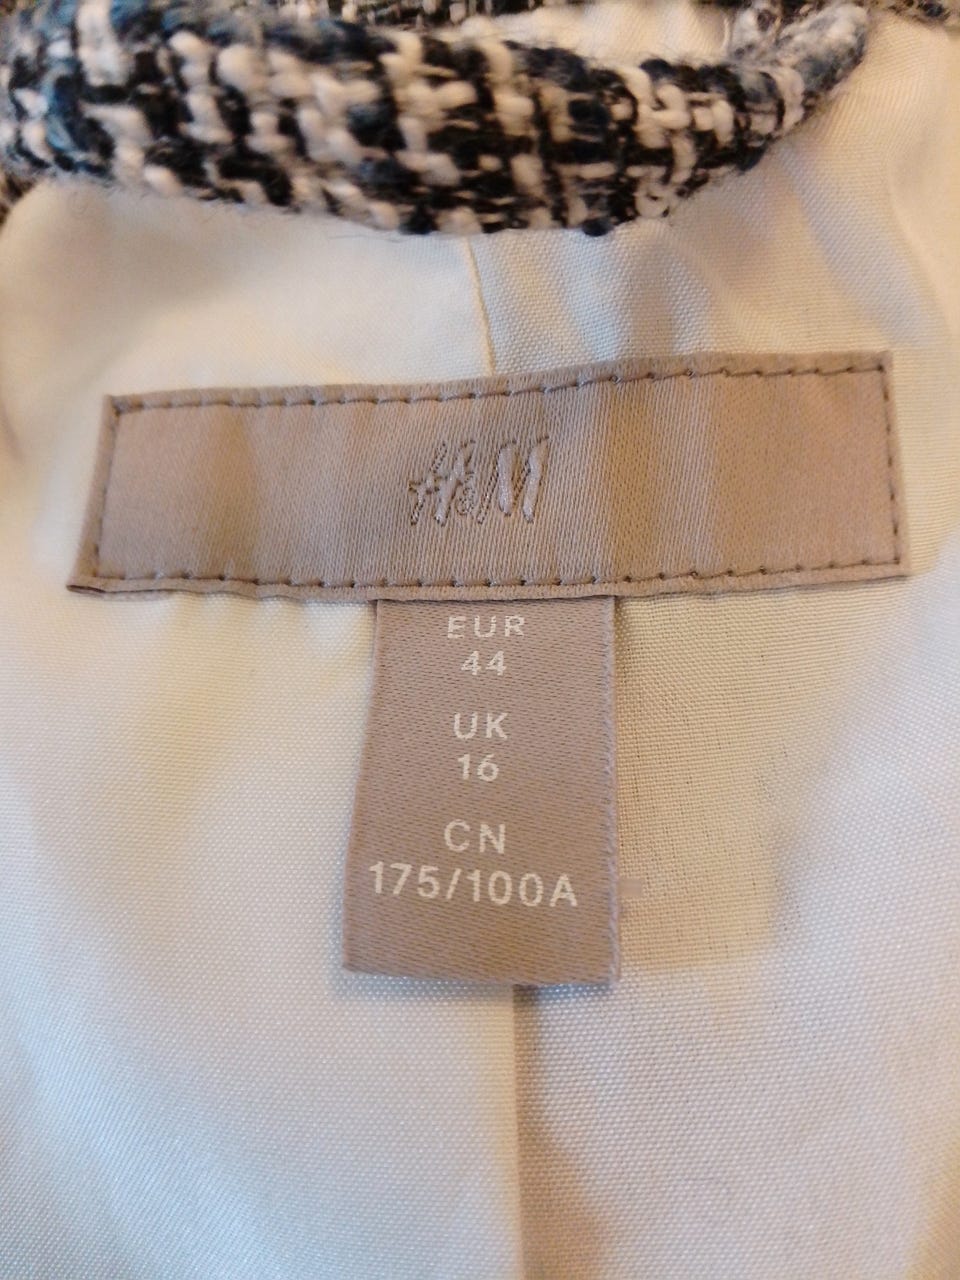 H&M
EUR
44
UK
16
CN
175/100A